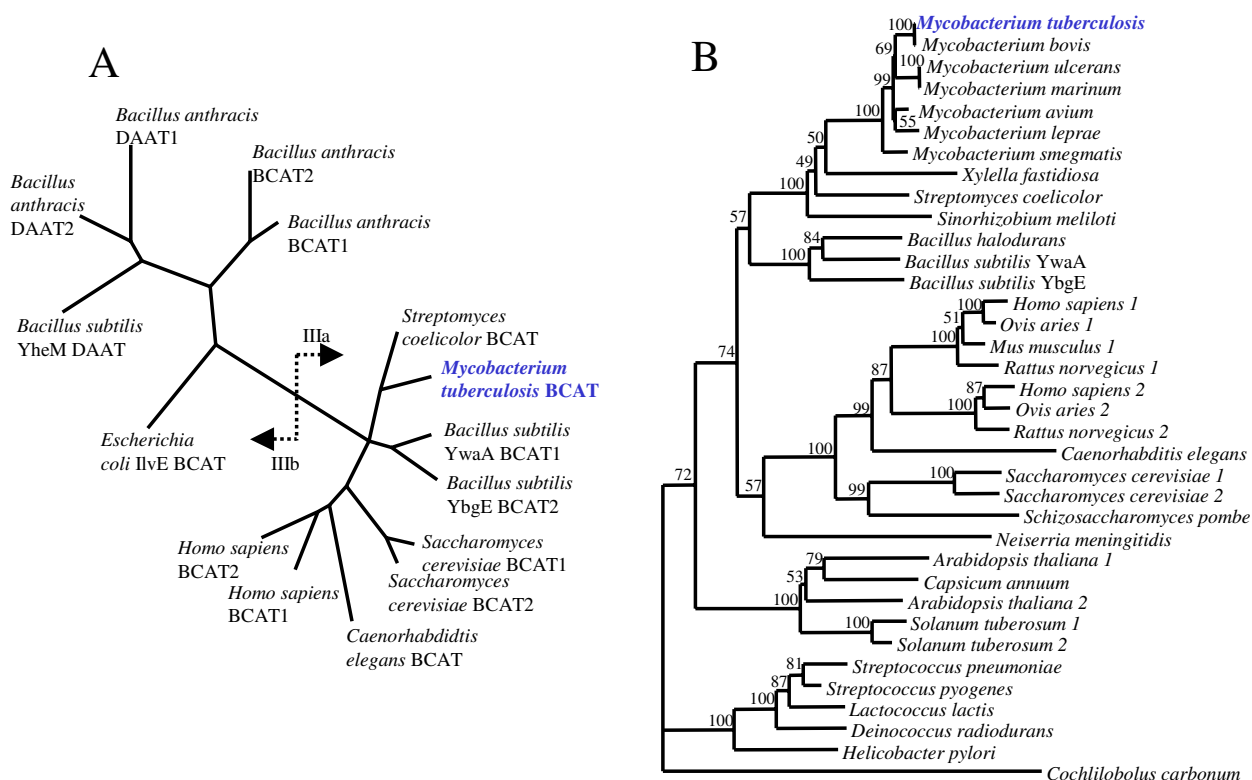 A
Bacillus anthracis
DAAT1
Bacillus anthracis
BCAT2
Bacillus
anthracis
DAAT2
Bacillus anthracis
BCAT1
Bacillus subtilis
YheM DAAT
IIIa
Streptomyces
coelicolor BCAT
Mycobacterium
tuberculosis BCAT
Escherichia
coli IlvE BCAT
IIIb
Bacillus subtilis
YwaA BCAT1
Bacillus subtilis
YbgE BCAT2
Homo sapiens
BCAT2
Saccharomyces
cerevisiae BCAT1
Homo sapiens
BCAT1
Saccharomyces
cerevisiae BCAT2
Caenorhabdidtis
elegans BCAT
B
100 Mycobacterium tuberculosis
69 Mycobacterium bovis
100 Mycobacterium ulcerans
99 Mycobacterium marinum
100 Mycobacterium avium
55 Mycobacterium leprae
50 Mycobacterium smegmatis
49 Xylella fastidiosa
100 Streptomyces coelicolor
57 Sinorhizobium meliloti
84 Bacillus halodurans
100 Bacillus subtilis YwaA
Bacillus subtilis YbgE
100 Homo sapiens 1
51 Ovis aries 1
100 Mus musculus 1
74 Rattus norvegicus 1
87 87 Homo sapiens 2
99 100 Ovis aries 2
Rattus norvegicus 2
100 Caenorhabditis elegans
100 Saccharomyces cerevisiae 1
72 57 99 Saccharomyces cerevisiae 2
Schizosaccharomyces pombe
Neiserria meningitidis
79 Arabidopsis thaliana 1
53 Capsicum annuum
100 Arabidopsis thaliana 2
100 Solanum tuberosum 1
Solanum tuberosum 2
81 Streptococcus pneumoniae
87 Streptococcus pyogenes
100 Lactococcus lactis
100 Deinococcus radiodurans
Helicobacter pylori
Cochlilobolus carbonum